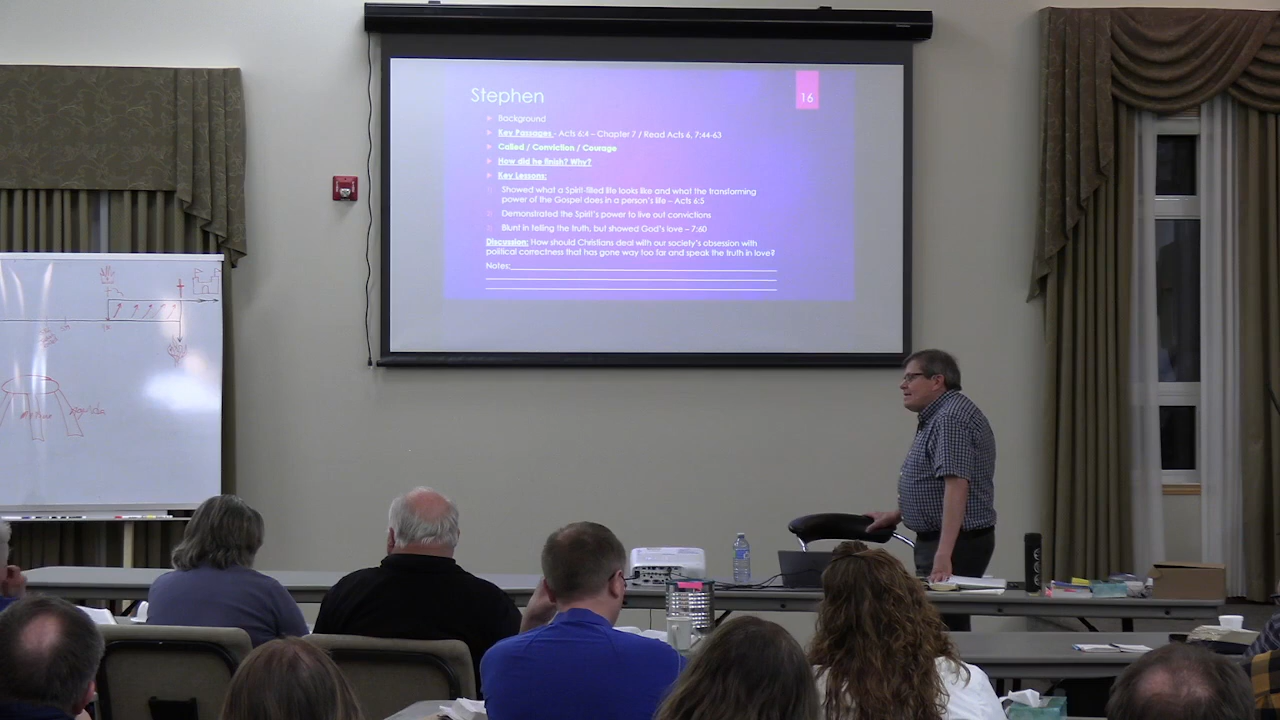 Stephen
16
Background
Key Passages - Acts 6:4 – Chapter 7 / Read Acts 6, 7:44-63
Called / Conviction / Courage
How did he finish? Why?
Key Lessons:
Showed what a Spirit-filled life looks like and what the transforming
power of the Gospel does in a person's life – Acts 6:5
Demonstrated the Spirit's power to live out convictions
Blunt in telling the truth, but showed God's love – 7:60
Discussion: How should Christians deal with out society's obsession with
political correctness that has gone way too far and speak the truth in love?
Notes: